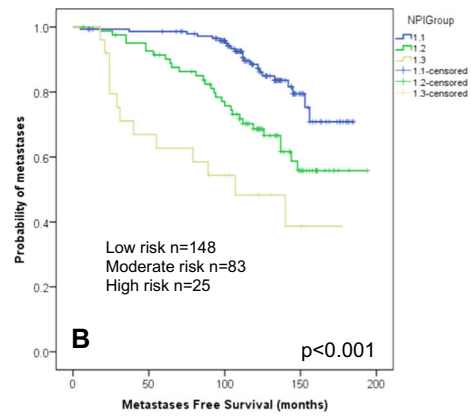 NPIGroup
1.1
1.2
1.3
1.1-censored
1.2-censored
1.3-censored
Probability of metastases
1.0
0.8
0.6
0.4
0.2
0.0
Low risk n=148
Moderate risk n=83
High risk n=25
B
p<0.001
0 50 100 150 200
Metastases Free Survival (months)